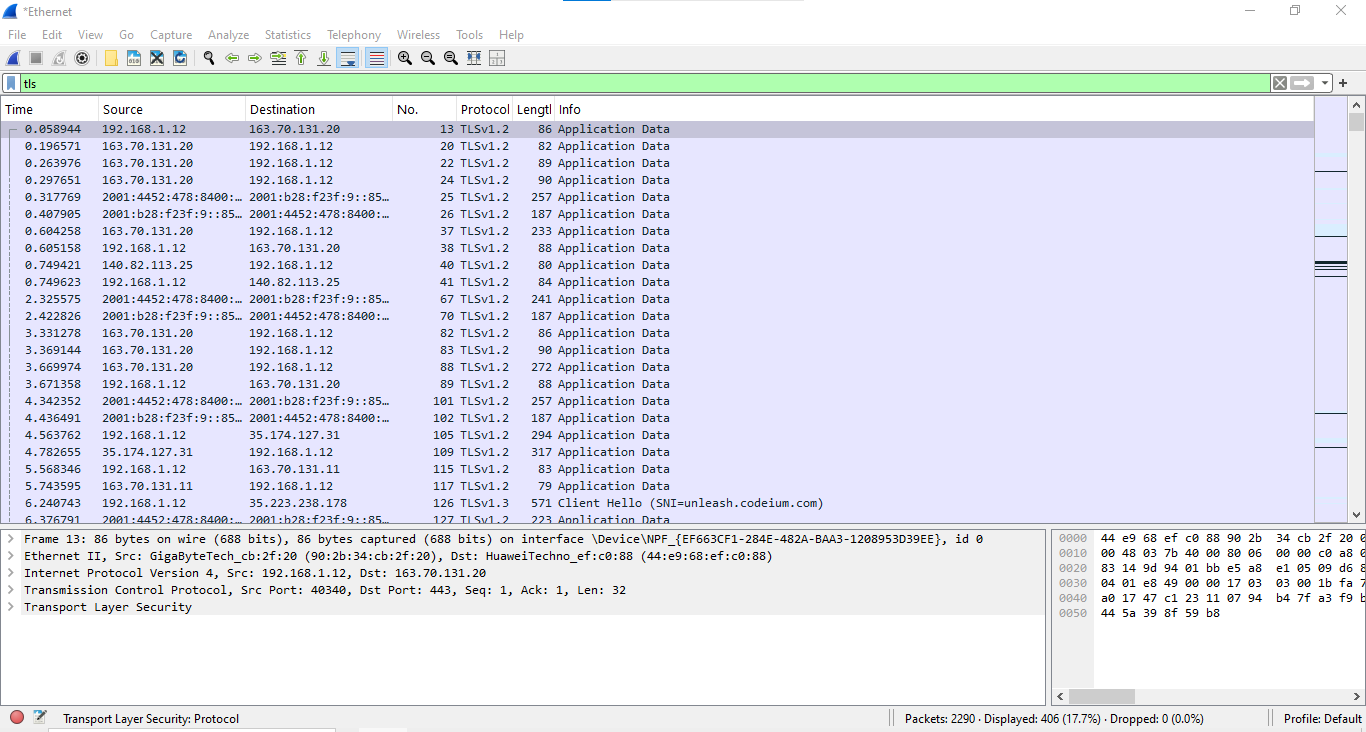 *Ethernet
File Edit View Go Capture Analyze Statistics Telephony Wireless Tools Help
tls
Time Source Destination No. Protocol Lengtl Info
0.058944 192.168.1.12 163.70.131.20 13 TLSv1.2 86 Application Data
0.196571 163.70.131.20 192.168.1.12 20 TLSv1.2 82 Application Data
0.263976 163.70.131.20 192.168.1.12 22 TLSv1.2 89 Application Data
0.297651 163.70.131.20 192.168.1.12 24 TLSv1.2 90 Application Data
0.317769 2001:4452:478:8400:… 2001:b28:f23f:9::85… 25 TLSv1.2 257 Application Data
0.407905 2001:b28:f23f:9::85… 2001:4452:478:8400:… 26 TLSv1.2 187 Application Data
0.604258 163.70.131.20 192.168.1.12 37 TLSv1.2 233 Application Data
0.605158 192.168.1.12 163.70.131.20 38 TLSv1.2 88 Application Data
0.749421 140.82.113.25 192.168.1.12 40 TLSv1.2 80 Application Data
0.749623 192.168.1.12 140.82.113.25 41 TLSv1.2 84 Application Data
2.325575 2001:4452:478:8400:… 2001:b28:f23f:9::85… 67 TLSv1.2 241 Application Data
2.422826 2001:b28:f23f:9::85… 2001:4452:478:8400:… 70 TLSv1.2 187 Application Data
3.331278 163.70.131.20 192.168.1.12 82 TLSv1.2 86 Application Data
3.369144 163.70.131.20 192.168.1.12 83 TLSv1.2 90 Application Data
3.669974 163.70.131.20 192.168.1.12 88 TLSv1.2 272 Application Data
3.671358 192.168.1.12 163.70.131.20 89 TLSv1.2 88 Application Data
4.342352 2001:4452:478:8400:… 2001:b28:f23f:9::85… 101 TLSv1.2 257 Application Data
4.436491 2001:b28:f23f:9::85… 2001:4452:478:8400:… 102 TLSv1.2 187 Application Data
4.563762 192.168.1.12 35.174.127.31 105 TLSv1.2 294 Application Data
4.782655 35.174.127.31 192.168.1.12 109 TLSv1.2 317 Application Data
5.568346 192.168.1.12 163.70.131.11 115 TLSv1.2 83 Application Data
5.743595 163.70.131.11 192.168.1.12 117 TLSv1.2 79 Application Data
6.240743 192.168.1.12 35.223.238.178 126 TLSv1.3 571 Client Hello (SNI=unleash.codeium.com)
6.376791 2001:4452:478:8400:… 2001:b28:f23f:9::85… 127 TLSv1.2 223 Application Data
Frame 13: 86 bytes on wire (688 bits), 86 bytes captured (688 bits) on interface \Device\NPF_{EF663CF1-284E-482A-BAA3-1208953D39EE}, id 0
Ethernet II, Src: GigaByteTech_cb:2f:20 (90:2b:34:cb:2f:20), Dst: HuaweiTechno_ef:c0:88 (44:e9:68:ef:c0:88)
Internet Protocol Version 4, Src: 192.168.1.12, Dst: 163.70.131.20
Transmission Control Protocol, Src Port: 40340, Dst Port: 443, Seq: 1, Ack: 1, Len: 32
Transport Layer Security
0000 44 e9 68 ef c0 88 90 2b 34 cb 2f 20 0
0010 00 48 03 7b 40 00 80 06 00 00 c0 a8 0
0020 83 14 9d 94 01 bb e5 a8 e1 05 09 d6 8
0030 04 01 e8 49 00 00 17 03 03 00 1b fa 7
0040 a0 17 47 c1 23 11 07 94 b4 7f a3 f9 b
0050 44 5a 39 8f 59 b8
Transport Layer Security: Protocol
Packets: 2290 · Displayed: 406 (17.7%) · Dropped: 0 (0.0%)
Profile: Default